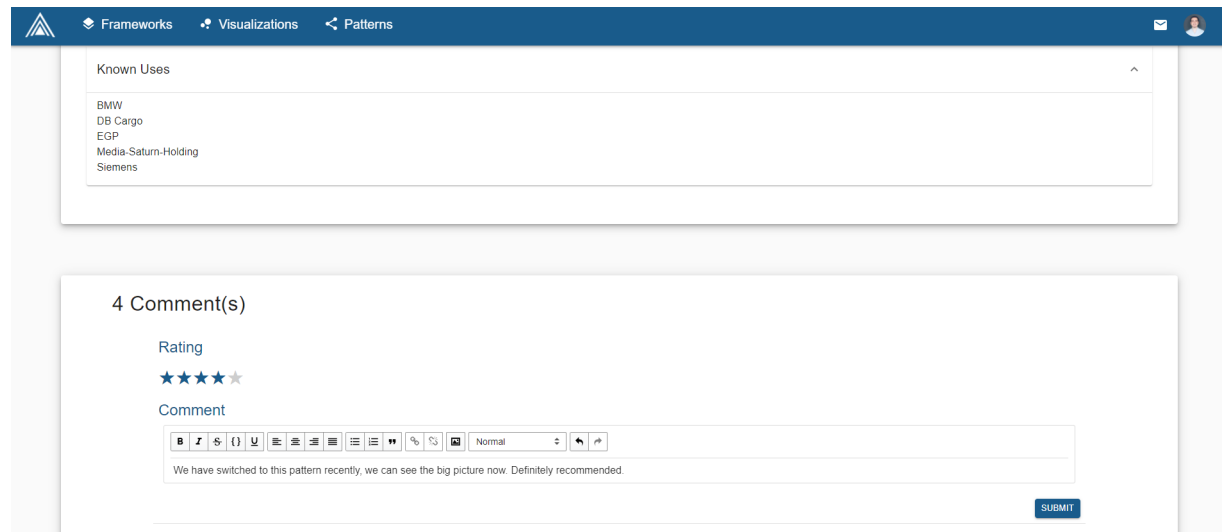 Frameworks Visualizations Patterns
Known Uses
BMW
DB Cargo
EGP
Media-Saturn-Holding
Siemens
4 Comment(s)
Rating
Comment
B I S {} U Normal
We have switched to this pattern recently, we can see the big picture now. Definitely recommended.
SUBMIT